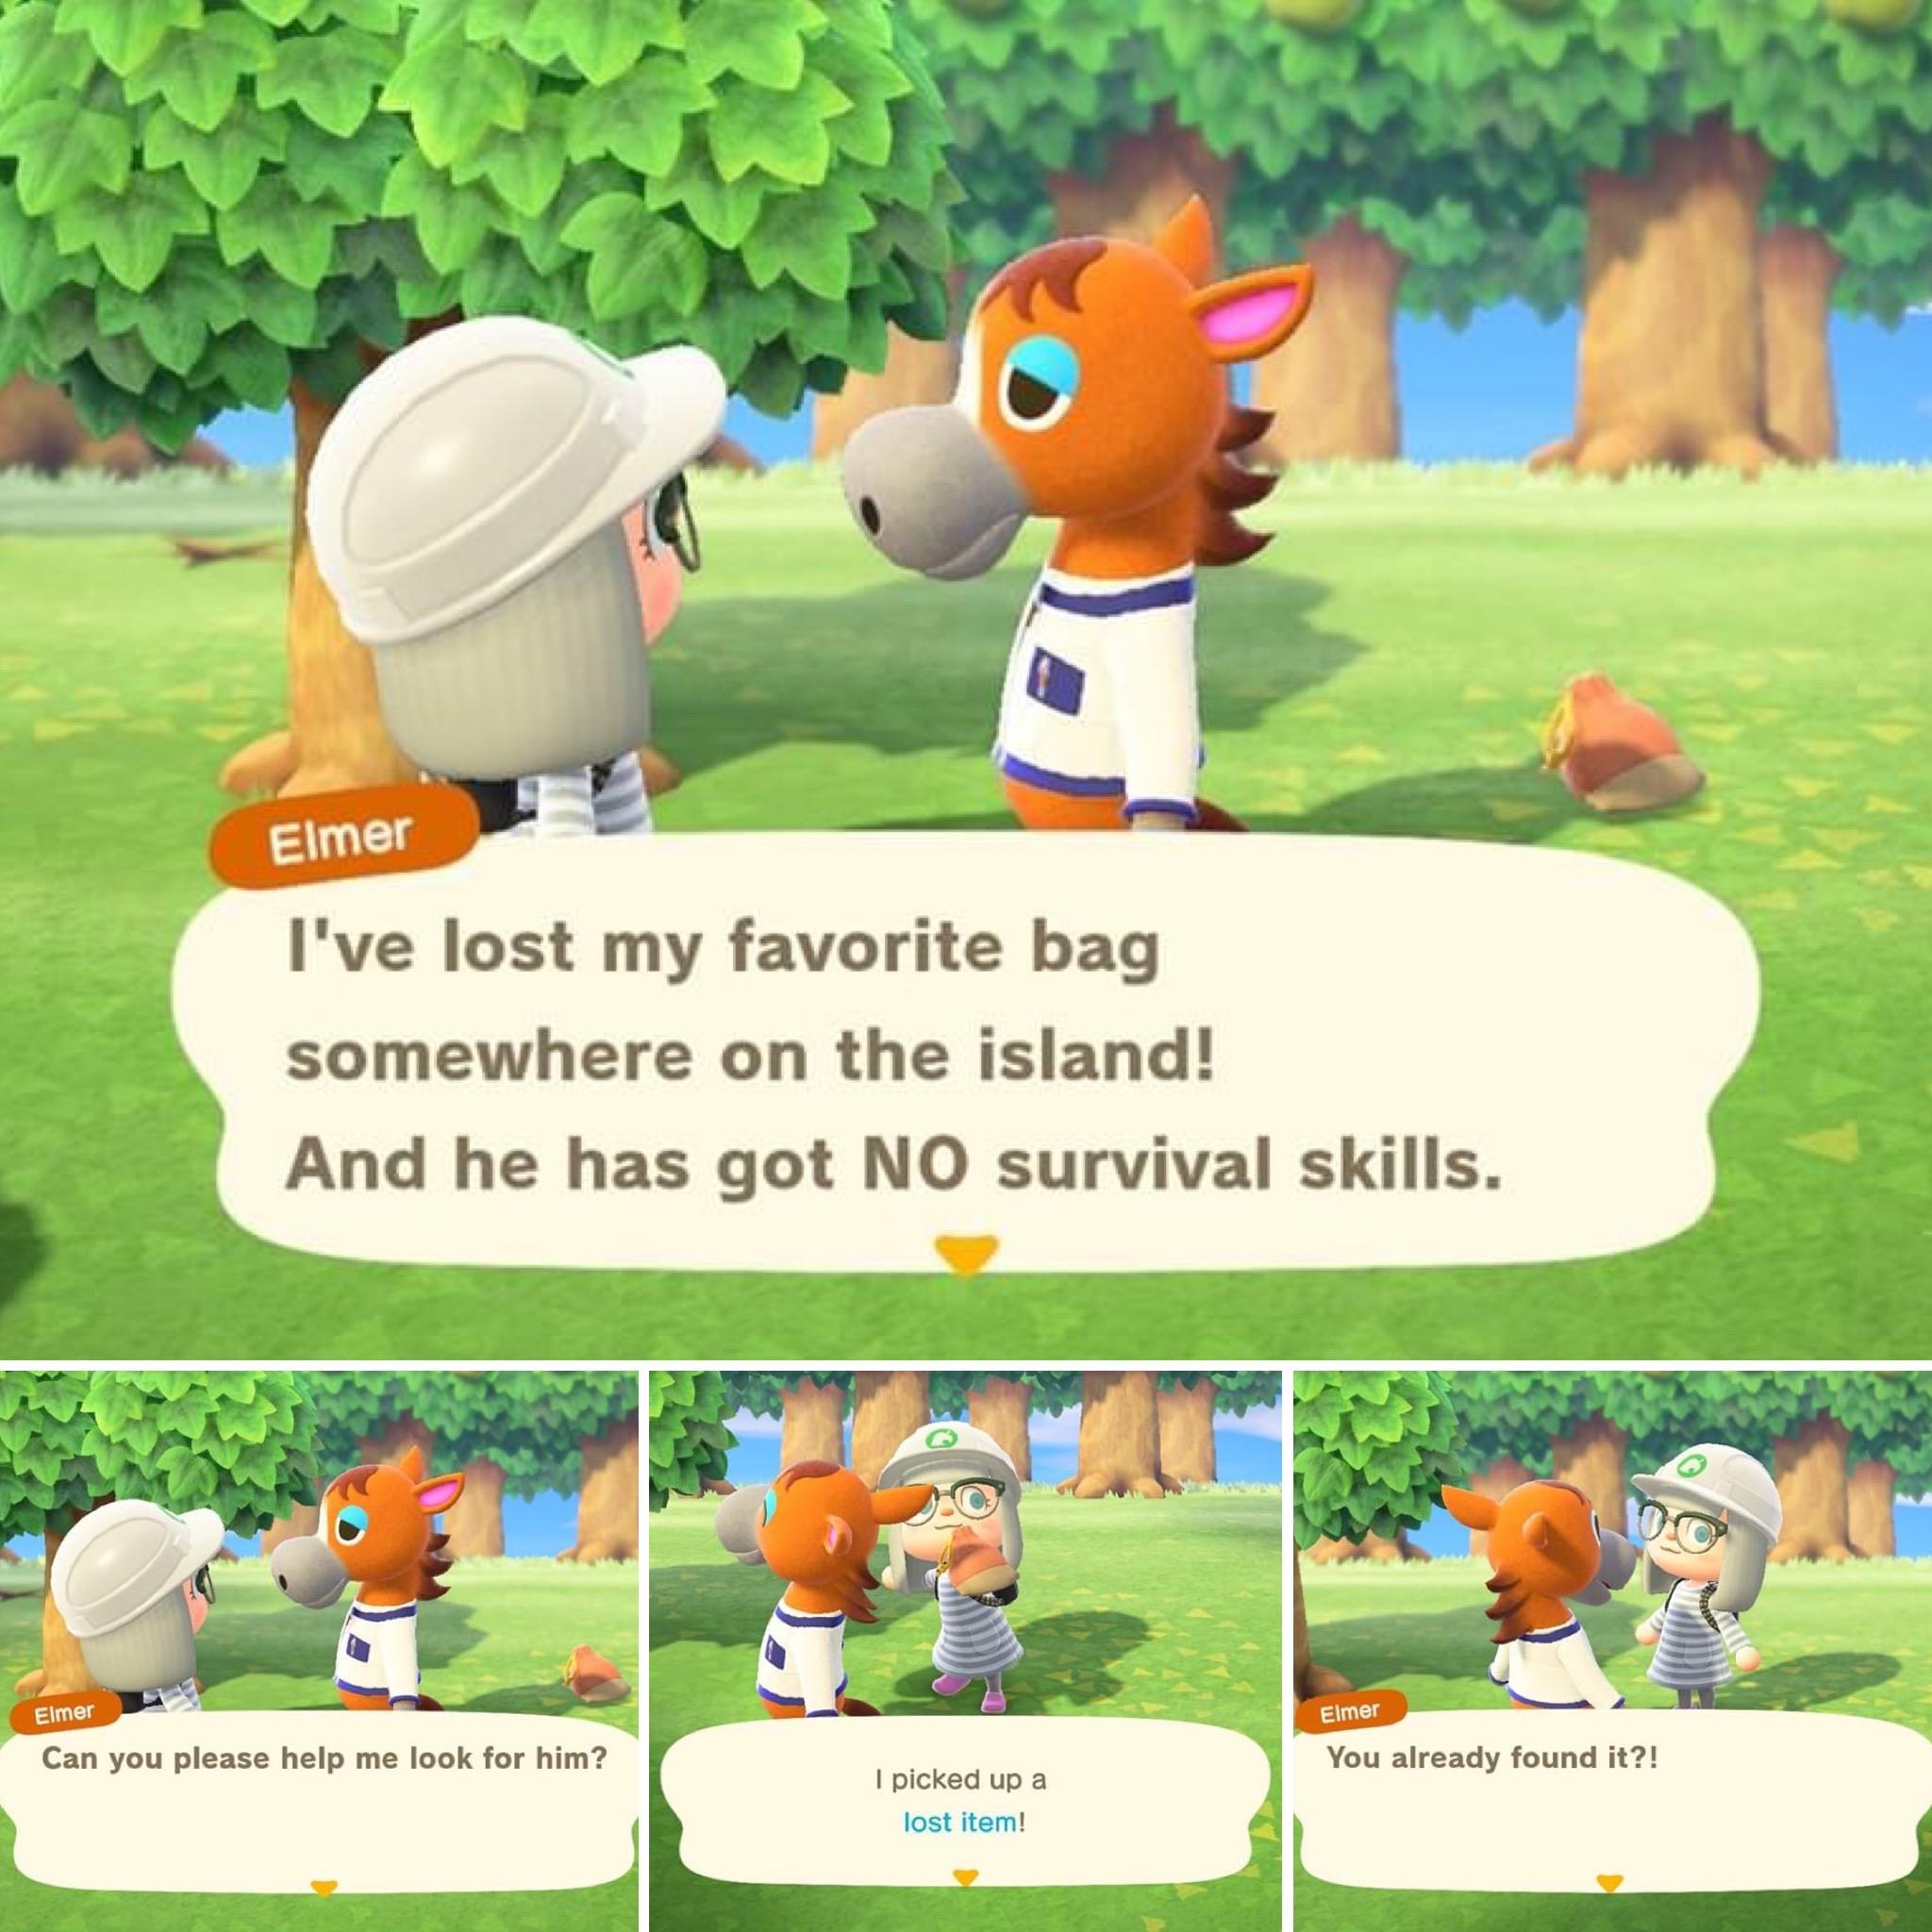 Elmer
I've lost my favorite bag
somewhere on the island!
And he has got NO survival skills.
Elmer
Can you please help me look for him?
I picked up a
lost item!
Elmer
You already found it?!